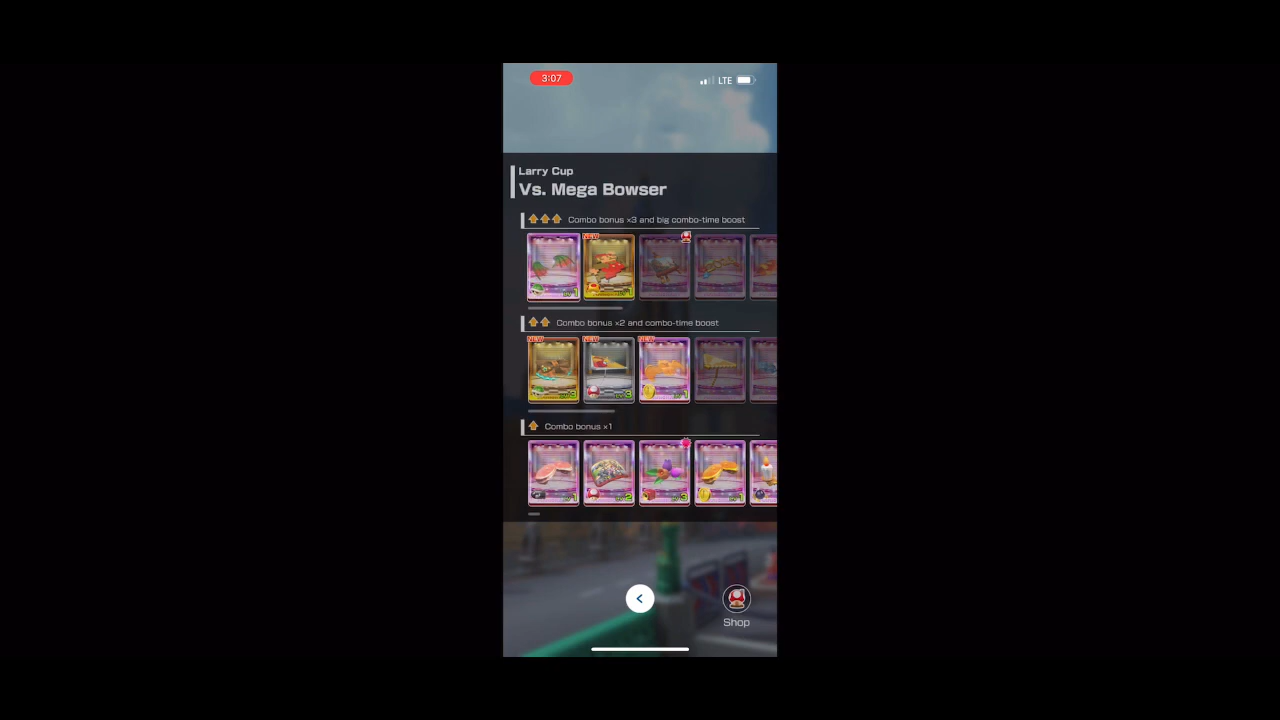 3:07
LTE
Larry Cup
Vs. Mega Bowser
Combo bonus ×3 and big combo-time boost
NEW
Combo bonus ×2 and combo-time boost
NEW NEW NEW
Combo bonus ×1
Shop